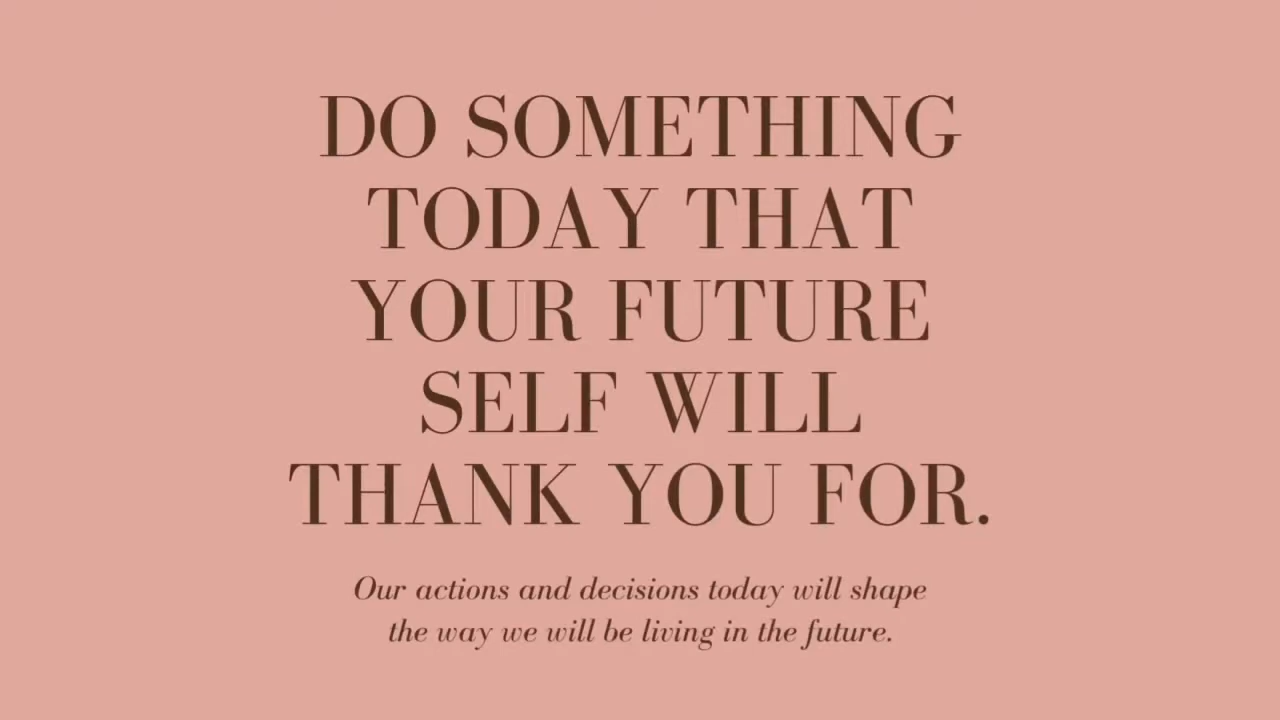 DO SOMETHING
TODAY THAT
YOUR FUTURE
SELF WILL
THANK YOU FOR.
Our actions and decisions today will shape
the way we will be living in the future.